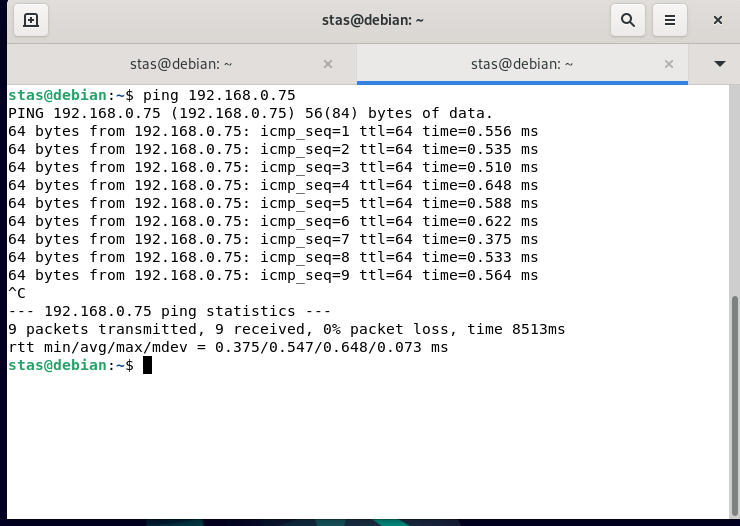 stas@debian: ~
stas@debian: ~
stas@debian: ~
stas@debian:~$ ping 192.168.0.75
PING 192.168.0.75 (192.168.0.75) 56(84) bytes of data.
64 bytes from 192.168.0.75: icmp_seq=1 ttl=64 time=0.556 ms
64 bytes from 192.168.0.75: icmp_seq=2 ttl=64 time=0.535 ms
64 bytes from 192.168.0.75: icmp_seq=3 ttl=64 time=0.510 ms
64 bytes from 192.168.0.75: icmp_seq=4 ttl=64 time=0.648 ms
64 bytes from 192.168.0.75: icmp_seq=5 ttl=64 time=0.588 ms
64 bytes from 192.168.0.75: icmp_seq=6 ttl=64 time=0.622 ms
64 bytes from 192.168.0.75: icmp_seq=7 ttl=64 time=0.375 ms
64 bytes from 192.168.0.75: icmp_seq=8 ttl=64 time=0.533 ms
64 bytes from 192.168.0.75: icmp_seq=9 ttl=64 time=0.564 ms
^C
--- 192.168.0.75 ping statistics ---
9 packets transmitted, 9 received, 0% packet loss, time 8513ms
rtt min/avg/max/mdev = 0.375/0.547/0.648/0.073 ms
stas@debian:~$